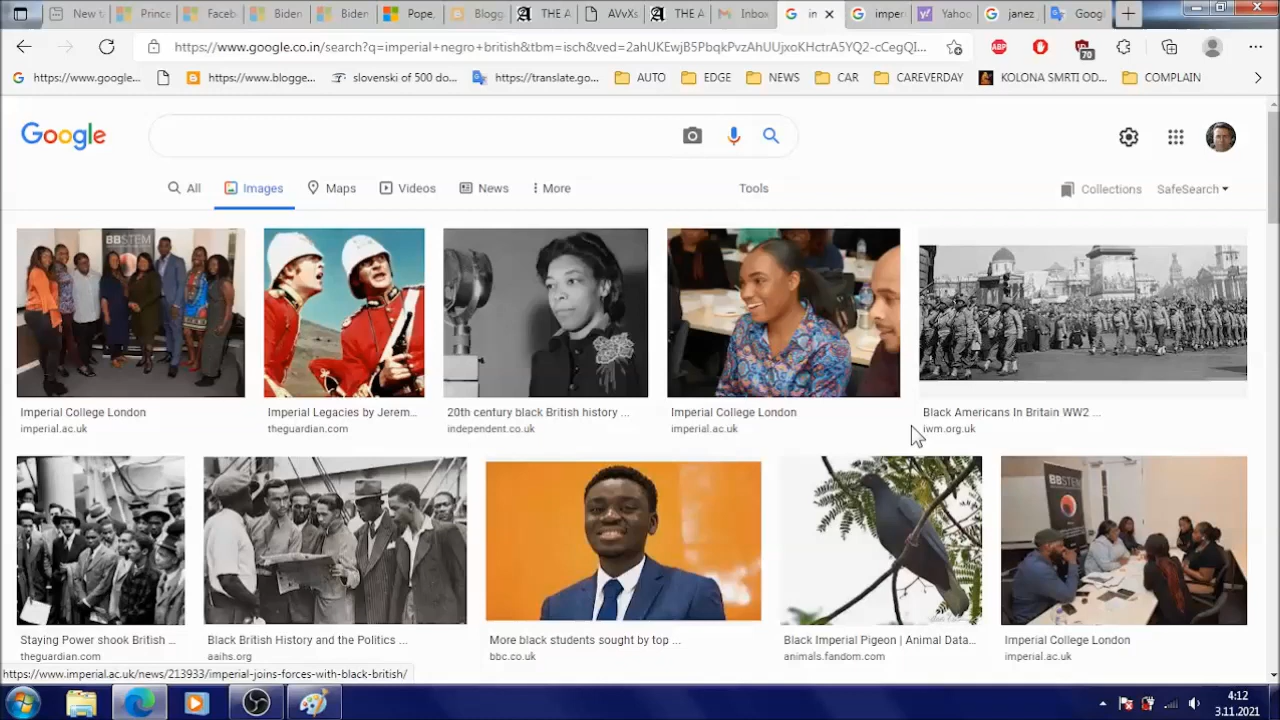 New t
Prince
Faceb
Biden
Biden
Pope,
Blogg
THE A
AVvXs
THE A
Inbox
in
imper
Yahoo
janez
Googl
https://www.google.co.in/search?q=imperial+negro+british&tbm=isch&ved=2ahUKEwjB5PbqkPvzAhUUjxoKHctrA5YQ2-cCegQI...
ABP
70
https://www.google...
https://www.blogge...
slovenski of 500 do...
https://translate.go...
AUTO
EDGE
NEWS
CAR
CAREVERDAY
KOLONA SMRTI OD...
COMPLAIN
Google
All
Images
Maps
Videos
News
More
Tools
Collections
SafeSearch
BBSTEM
Imperial College London
imperial.ac.uk
Imperial Legacies by Jerem...
theguardian.com
20th century black British history ...
independent.co.uk
Imperial College London
imperial.ac.uk
Black Americans In Britain WW2 ...
iwm.org.uk
BBSTEM
Staying Power shook British ...
theguardian.com
Black British History and the Politics ...
aaihs.org
More black students sought by top ...
bbc.co.uk
Black Imperial Pigeon | Animal Data...
animals.fandom.com
Imperial College London
imperial.ac.uk
https://www.imperial.ac.uk/news/213933/imperial-joins-forces-with-black-british/
4:12
3.11.2021